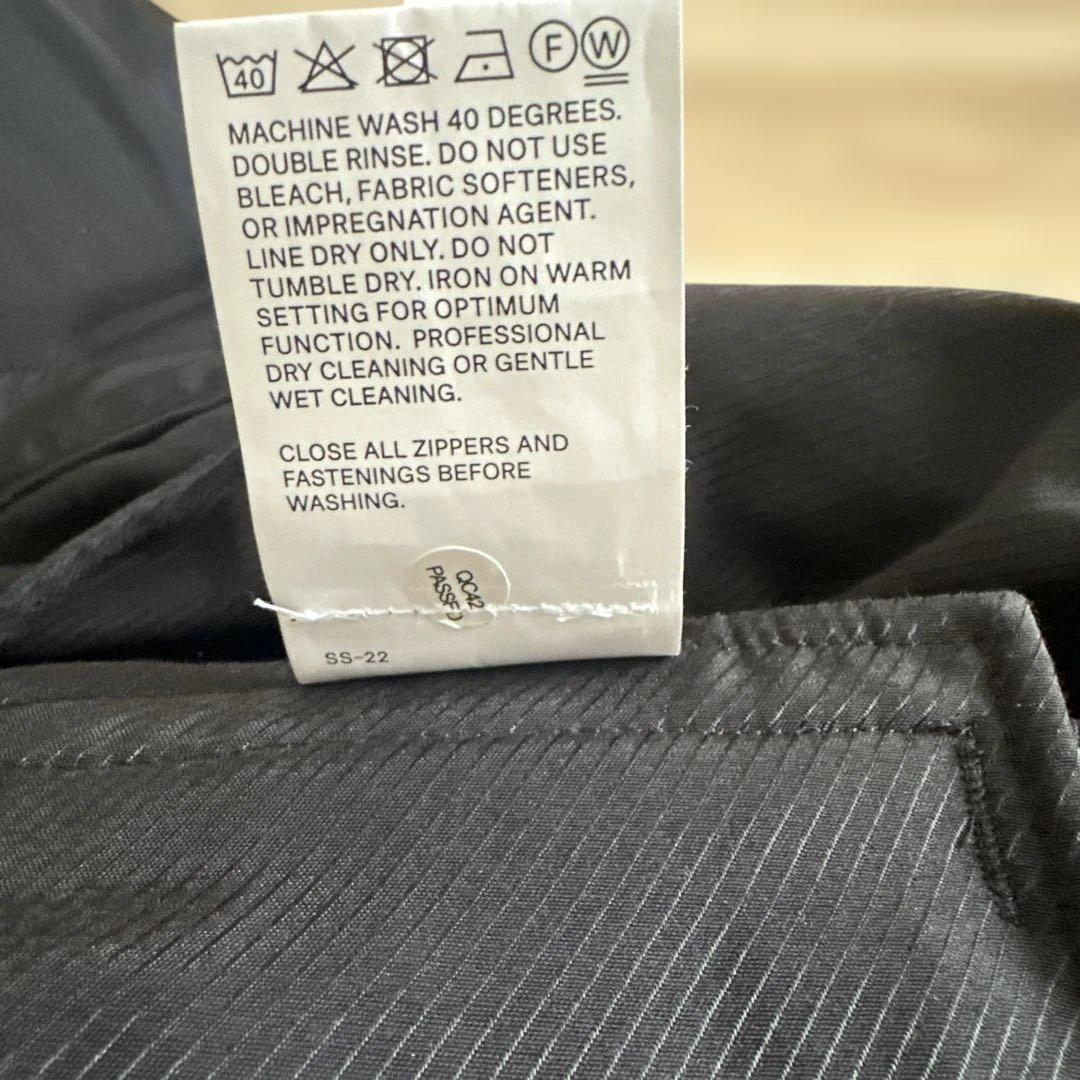 40 F W
MACHINE WASH 40 DEGREES.
DOUBLE RINSE. DO NOT USE
BLEACH, FABRIC SOFTENERS,
OR IMPREGNATION AGENT.
LINE DRY ONLY. DO NOT
TUMBLE DRY. IRON ON WARM
SETTING FOR OPTIMUM
FUNCTION. PROFESSIONAL
DRY CLEANING OR GENTLE
WET CLEANING.
CLOSE ALL ZIPPERS AND
FASTENINGS BEFORE
WASHING.
QC42
PASSED
SS-22